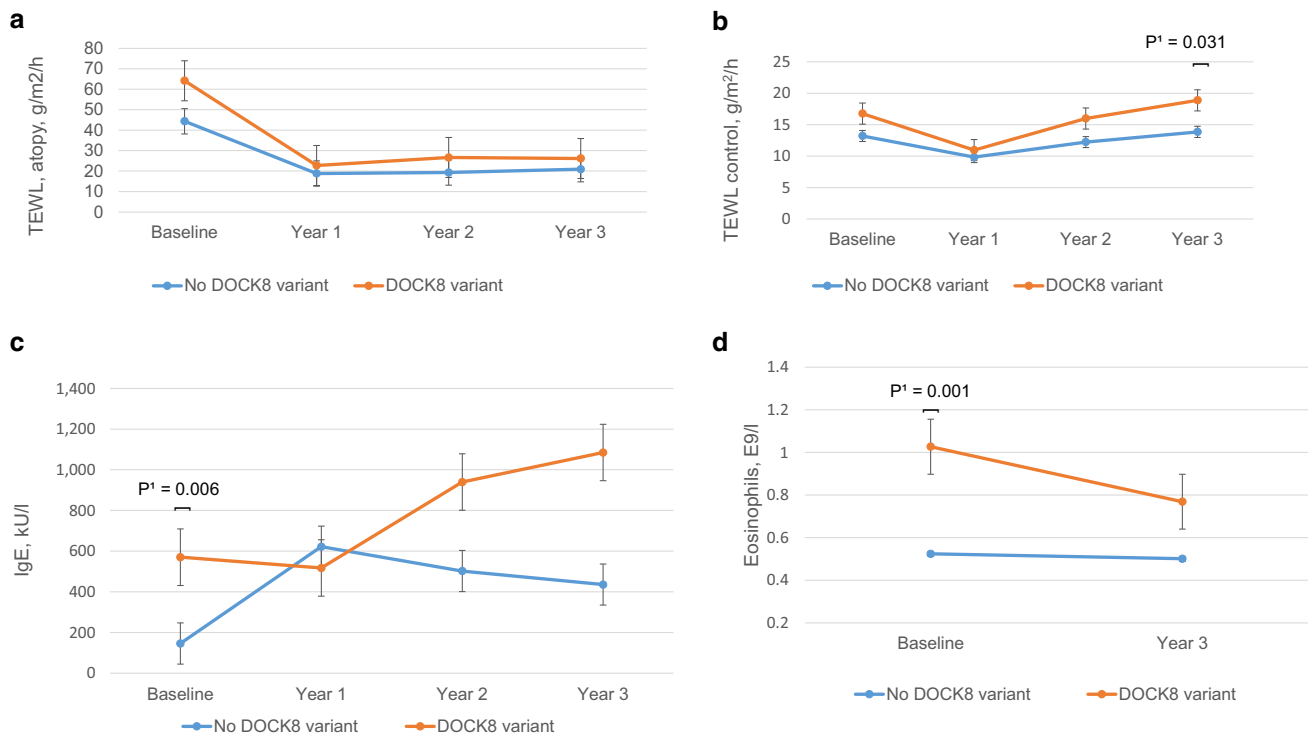 a
TEWL, atopy, g/m2/h
80
70
60
50
40
30
20
10
0
Baseline Year 1 Year 2 Year 3
No DOCK8 variant DOCK8 variant
b
P¹ = 0.031
TEWL control, g/m²/h
25
20
15
10
5
0
Baseline Year 1 Year 2 Year 3
No DOCK8 variant DOCK8 variant
c
IgE, kU/l
1,400
1,200
1,000
800
600
400
200
0
P¹ = 0.006
Baseline Year 1 Year 2 Year 3
No DOCK8 variant DOCK8 variant
d
Eosinophils, E9/l
1.4
1.2
1
0.8
0.6
0.4
0.2
P¹ = 0.001
Baseline Year 3
No DOCK8 variant DOCK8 variant